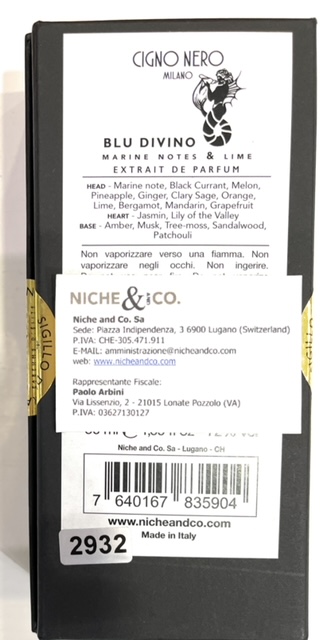 CIGNO NERO
MILANO
BLU DIVINO
MARINE NOTES & LIME
EXTRAIT DE PARFUM
HEAD - Marine note, Black Currant, Melon,
Pineapple, Ginger, Clary Sage, Orange,
Lime, Bergamot, Mandarin, Grapefruit
HEART - Jasmin, Lily of the Valley
BASE - Amber, Musk, Tree-moss, Sandalwood,
Patchouli
Non vaporizzare verso una fiamma. Non
vaporizzare negli occhi. Non ingerire.
NICHE & CO.
Niche and Co. Sa
Sede: Piazza Indipendenza, 3 6900 Lugano (Switzerland)
P.IVA: CHE-305.471.911
E-MAIL: amministrazione@nicheandco.com
web: www.nicheandco.com
Rappresentante Fiscale:
Paolo Arbini
Via Lissenzio, 2 - 21015 Lonate Pozzolo (VA)
P.IVA: 03627130127
SIGILLO
Niche and Co. Sa - Lugano - CH
7 640167 835904
www.nicheandco.com
Made in Italy
2932